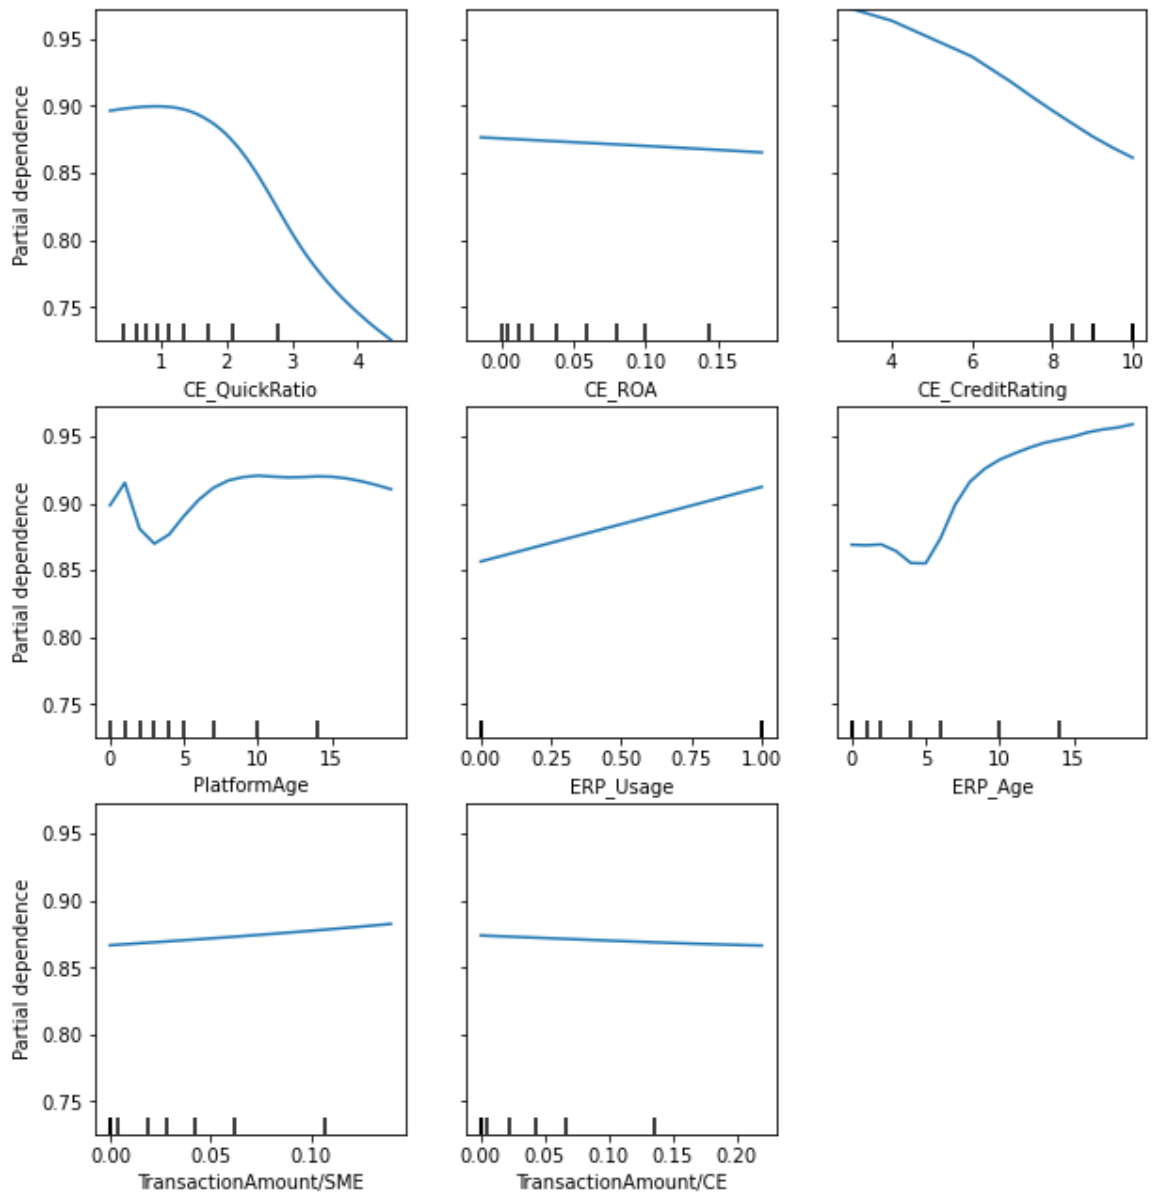 Partial dependence
0.95
0.90
0.85
0.80
0.75
1 2 3 4
CE_QuickRatio
0.00 0.05 0.10 0.15
CE_ROA
4 6 8 10
CE_CreditRating
Partial dependence
0.95
0.90
0.85
0.80
0.75
0 5 10 15
PlatformAge
0.00 0.25 0.50 0.75 1.00
ERP_Usage
0 5 10 15
ERP_Age
Partial dependence
0.95
0.90
0.85
0.80
0.75
0.00 0.05 0.10
TransactionAmount/SME
0.00 0.05 0.10 0.15 0.20
TransactionAmount/CE